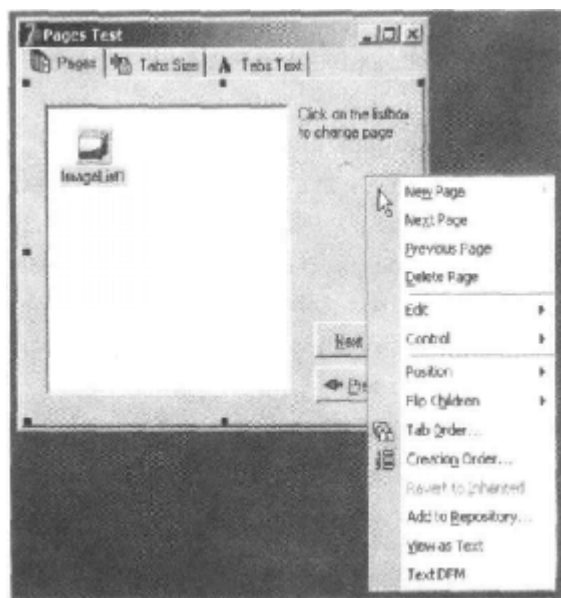 Pages Test
Pages Tabs Size Tabs Text
Click on the listbox
to change page
ImageList1
Next
New Page
Next Page
Previous Page
Delete Page
Edit
Control
Position
Flip Children
Tab Order...
Creation Order...
Revert to Inherited
Add to Repository...
View as Text
Text DFM